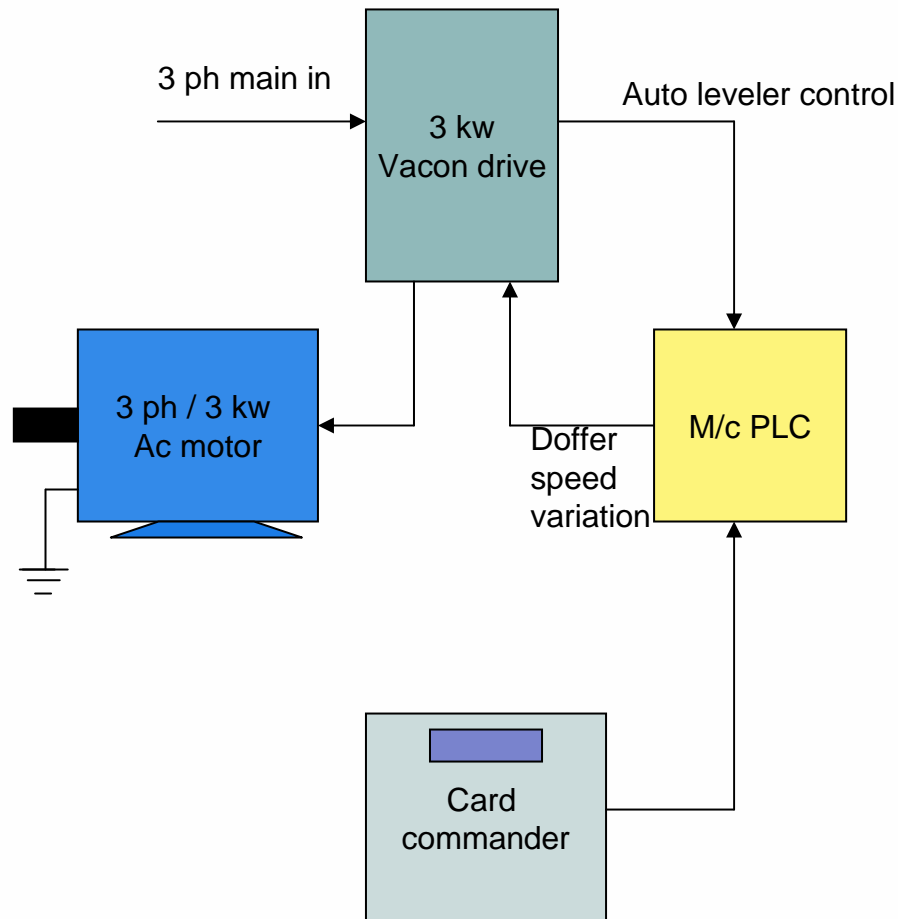 3 ph main in
Auto leveler control
3 kw
Vacon drive
3 ph / 3 kw
Ac motor
M/c PLC
Doffer
speed
variation
Card
commander